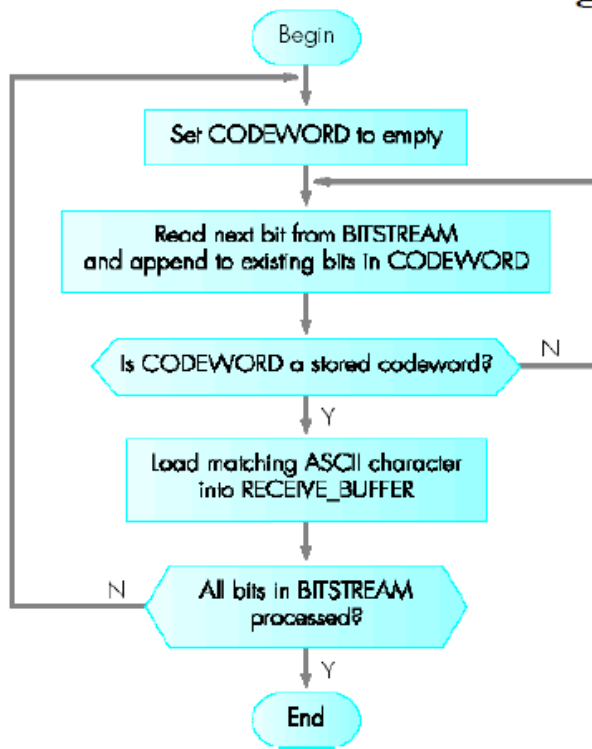 Begin
Set CODEWORD to empty
Read next bit from BITSTREAM
and append to existing bits in CODEWORD
Is CODEWORD a stored codeword?
N
Y
Load matching ASCII character
into RECEIVE_BUFFER
N
All bits in BITSTREAM
processed?
Y
End